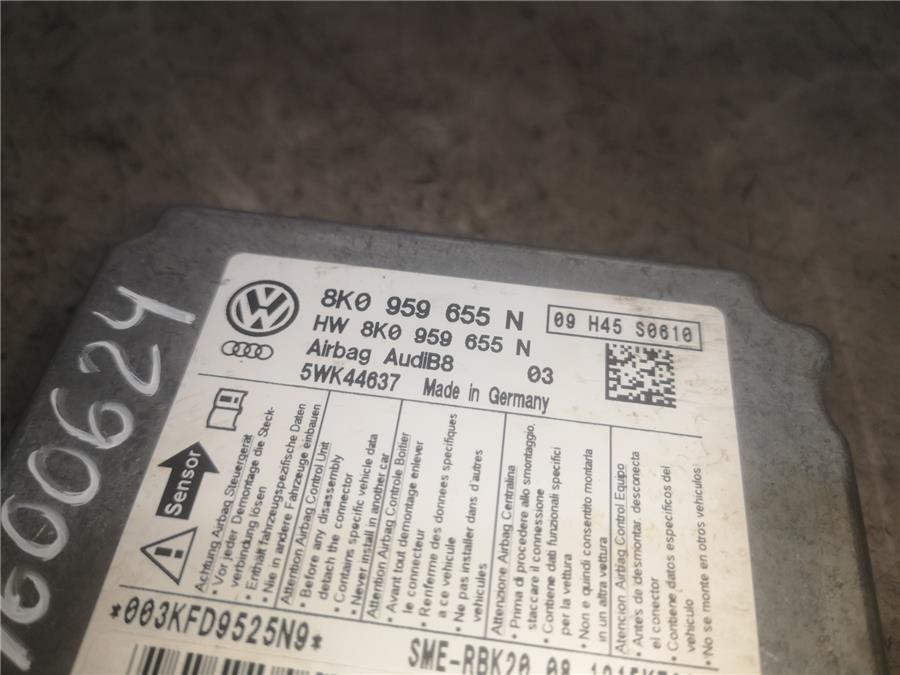 8K0 959 655 N
HW 8K0 959 655 N
Airbag AudiB8 03
5WK44637 Made in Germany
09 H45 S0610
Sensor
Achtung Airbag Steuergerät
• Vor jeder Demontage die Steck-
verbindung lösen
• Enthält fahrzeugspezifische Daten
• Nie in andere Fahrzeuge einbauen
Attention Airbag Control Unit
• Before any disassembly
detach the connector
• Contains specific vehicle data
• Never install in another car
Attention Airbag Controle Boitier
• Avant tout demontage enlever
le connecteur
• Renferme des donnees specifiques
a ce vehicule
• Ne pas installer dans d'autres
vehicules
Attenzione Airbag Centralina
• Prima di procedere allo smontaggio,
staccare il connessione
• Contiene dati funzionali specifici
per la vettura
• Non e quindi consentito montarla
in un altra vettura
Atencion Airbag Control Equipo
• Antes de desmontar, desconecta
el conector
• Contiene datos especificos del
vehiculo
• No se monte en otros vehiculos
*003KFD9525N9*
SME-RBK20.08
1600624